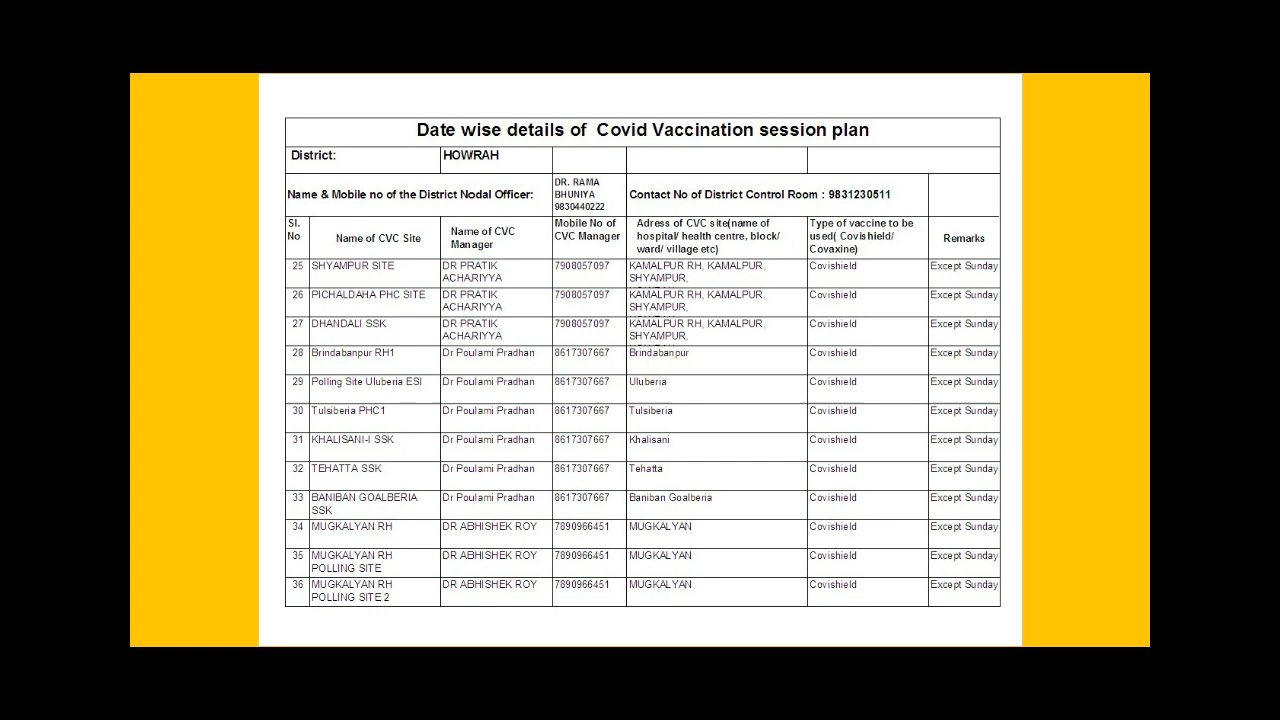 Date wise details of Covid Vaccination session plan
District: HOWRAH
Name & Mobile no of the District Nodal Officer: DR. RAMA BHUNIYA 9830440222 Contact No of District Control Room : 9831230511
Sl. No Name of CVC Site Name of CVC Manager Mobile No of CVC Manager Adress of CVC site(name of hospital/ health centre, block/ ward/ village etc) Type of vaccine to be used( Covishield/ Covaxine) Remarks
25 SHYAMPUR SITE DR PRATIK ACHARIYYA 7908057097 KAMALPUR RH, KAMALPUR, SHYAMPUR, Covishield Except Sunday
26 PICHALDAHA PHC SITE DR PRATIK ACHARIYYA 7908057097 KAMALPUR RH, KAMALPUR, SHYAMPUR, Covishield Except Sunday
27 DHANDALI SSK DR PRATIK ACHARIYYA 7908057097 KAMALPUR RH, KAMALPUR, SHYAMPUR, Covishield Except Sunday
28 Brindabanpur RH1 Dr Poulami Pradhan 8617307667 Brindabanpur Covishield Except Sunday
29 Polling Site Uluberia ESI Dr Poulami Pradhan 8617307667 Uluberia Covishield Except Sunday
30 Tulsiberia PHC1 Dr Poulami Pradhan 8617307667 Tulsiberia Covishield Except Sunday
31 KHALISANI-I SSK Dr Poulami Pradhan 8617307667 Khalisani Covishield Except Sunday
32 TEHATTA SSK Dr Poulami Pradhan 8617307667 Tehatta Covishield Except Sunday
33 BANIBAN GOALBERIA SSK Dr Poulami Pradhan 8617307667 Baniban Goalberia Covishield Except Sunday
34 MUGKALYAN RH DR ABHISHEK ROY 7890966451 MUGKALYAN Covishield Except Sunday
35 MUGKALYAN RH POLLING SITE DR ABHISHEK ROY 7890966451 MUGKALYAN Covishield Except Sunday
36 MUGKALYAN RH POLLING SITE 2 DR ABHISHEK ROY 7890966451 MUGKALYAN Covishield Except Sunday